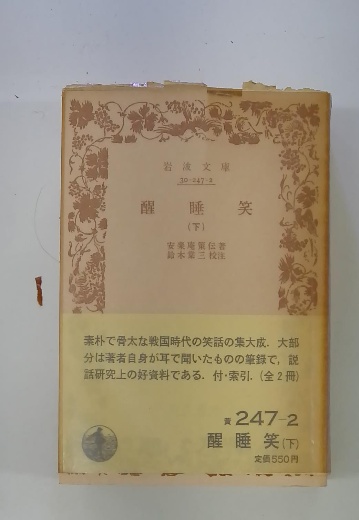 岩波文庫
30-247-2
醒睡笑
(下)
安楽庵策伝著
鈴木棠三校注
素朴で骨太な戦国時代の笑話の集大成．大部
分は著者自身が耳で聞いたものの筆録で，説
話研究上の好資料である．付・索引．(全2冊)
黄247-2
醒睡笑(下)
定価550円